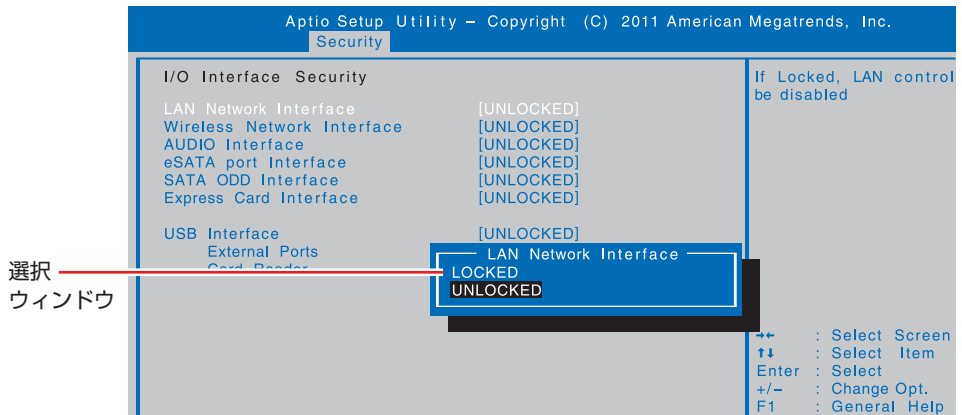 Aptio Setup Utility – Copyright (C) 2011 American Megatrends, Inc.
Security
I/O Interface Security
LAN Network Interface [UNLOCKED]
Wireless Network Interface [UNLOCKED]
AUDIO Interface [UNLOCKED]
eSATA port Interface [UNLOCKED]
SATA ODD Interface [UNLOCKED]
Express Card Interface [UNLOCKED]
USB Interface [UNLOCKED]
External Ports
Card Reader
LAN Network Interface
LOCKED
UNLOCKED
If Locked, LAN control
be disabled
→← : Select Screen
↑↓ : Select Item
Enter : Select
+/– : Change Opt.
F1 : General Help
選択
ウィンドウ